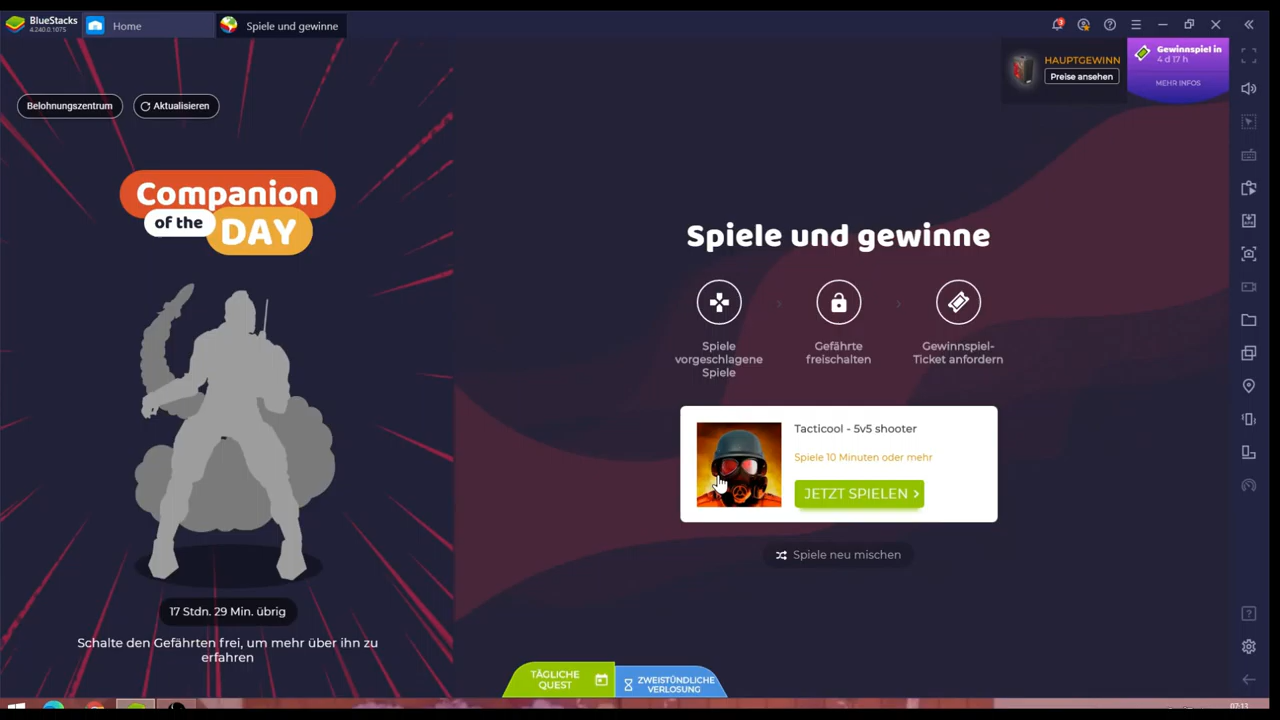 BlueStacks
4.240.0.1075
Home
Spiele und gewinne
HAUPTGEWINN
Preise ansehen
Gewinnspiel in
4 d 17 h
MEHR INFOS
Belohnungszentrum
Aktualisieren
Companion
of the
DAY
17 Stdn. 29 Min. übrig
Schalte den Gefährten frei, um mehr über ihn zu
erfahren
Spiele und gewinne
Spiele
vorgeschlagene
Spiele
Gefährte
freischalten
Gewinnspiel-
Ticket anfordern
Tacticool - 5v5 shooter
Spiele 10 Minuten oder mehr
JETZT SPIELEN
Spiele neu mischen
TÄGLICHE
QUEST
ZWEISTÜNDLICHE
VERLOSUNG
07:13